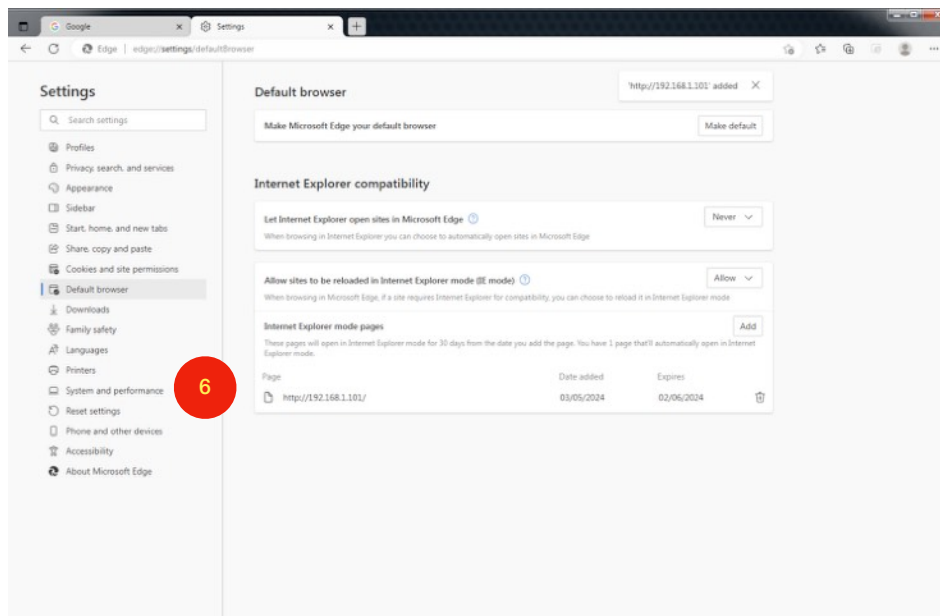 Google
Settings
Edge | edge://settings/defaultBrowser
Settings
Search settings
Profiles
Privacy, search, and services
Appearance
Sidebar
Start, home, and new tabs
Share, copy and paste
Cookies and site permissions
Default browser
Downloads
Family safety
Languages
Printers
System and performance
Reset settings
Phone and other devices
Accessibility
About Microsoft Edge
6
Default browser
'http://192.168.1.101' added
Make Microsoft Edge your default browser
Make default
Internet Explorer compatibility
Let Internet Explorer open sites in Microsoft Edge
Never
When browsing in Internet Explorer you can choose to automatically open sites in Microsoft Edge
Allow sites to be reloaded in Internet Explorer mode (IE mode)
Allow
When browsing in Microsoft Edge, if a site requires Internet Explorer for compatibility, you can choose to reload it in Internet Explorer mode
Internet Explorer mode pages
Add
These pages will open in Internet Explorer mode for 30 days from the date you add the page. You have 1 page that'll automatically open in Internet
Explorer mode.
Page Date added Expires
http://192.168.1.101/ 03/05/2024 02/06/2024